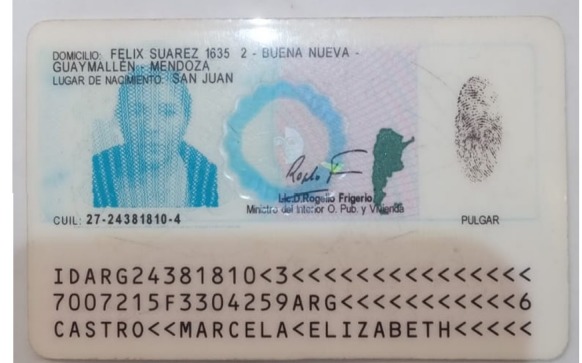 DOMICILIO: FELIX SUAREZ 1635 2 - BUENA NUEVA -
GUAYMALLEN - MENDOZA
LUGAR DE NACIMIENTO: SAN JUAN
Lic.D.Rogelio Frigerio
Ministro del Interior O. Pub. y Vivienda
CUIL: 27-24381810-4
PULGAR
IDARG24381810<3<<<<<<<<<<<<<<<
7007215F3304259ARG<<<<<<<<<<<6
CASTRO<<MARCELA<ELIZABETH<<<<<